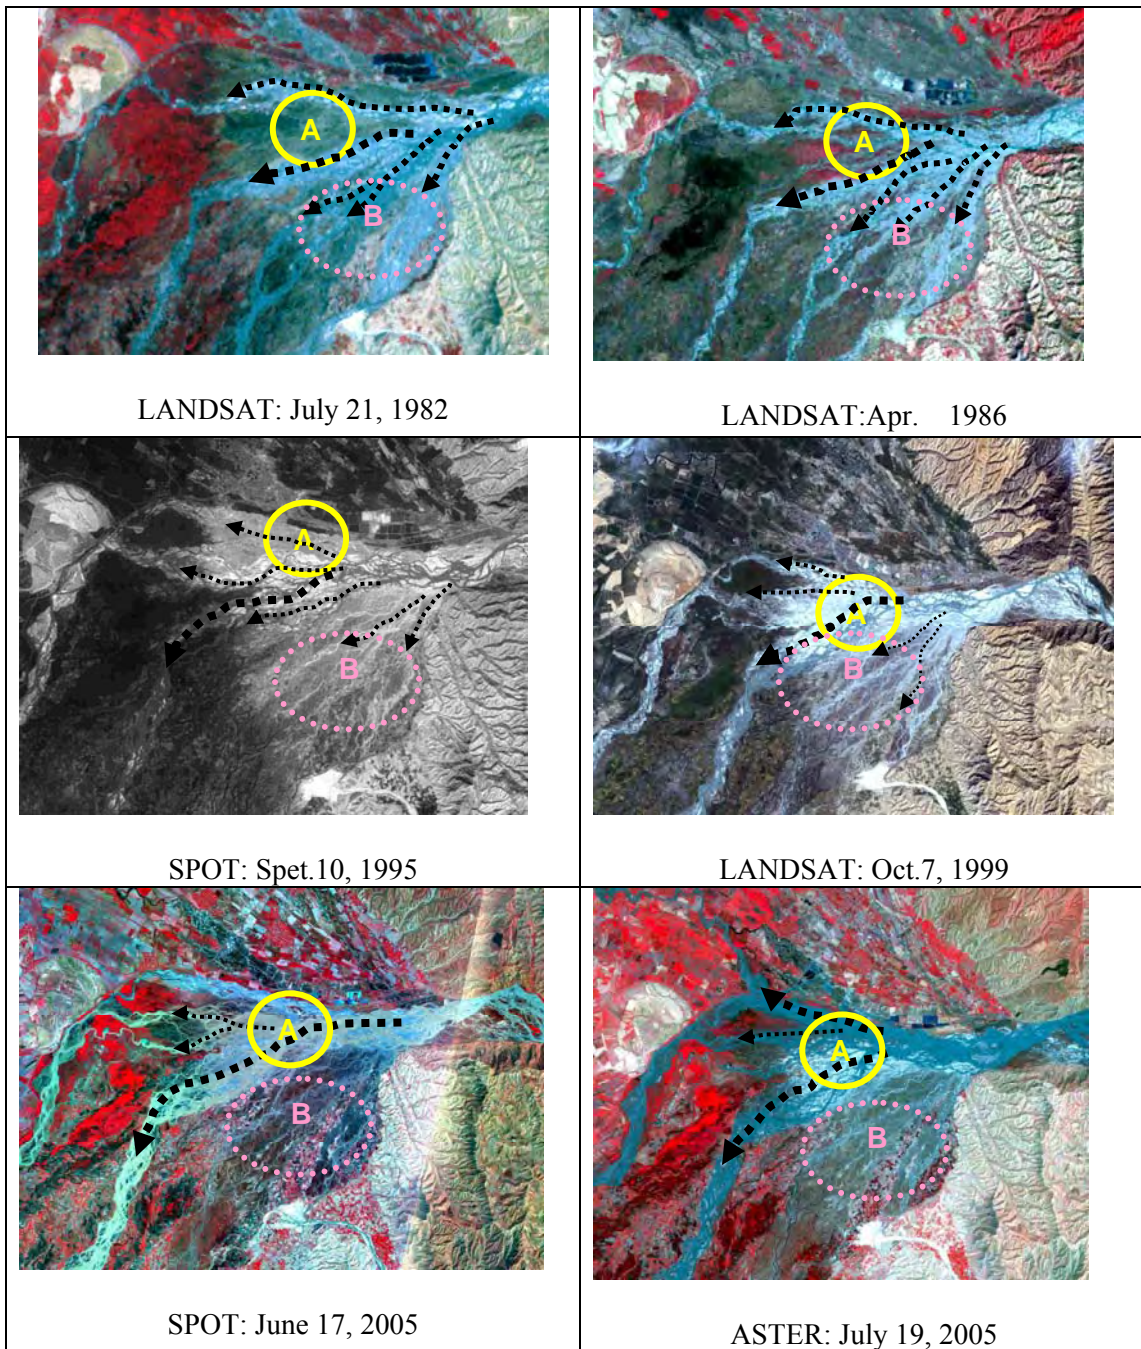 A
B
LANDSAT: July 21, 1982
A
B
LANDSAT:Apr. 1986
A
B
SPOT: Spet.10, 1995
A
B
LANDSAT: Oct.7, 1999
A
B
SPOT: June 17, 2005
A
B
ASTER: July 19, 2005